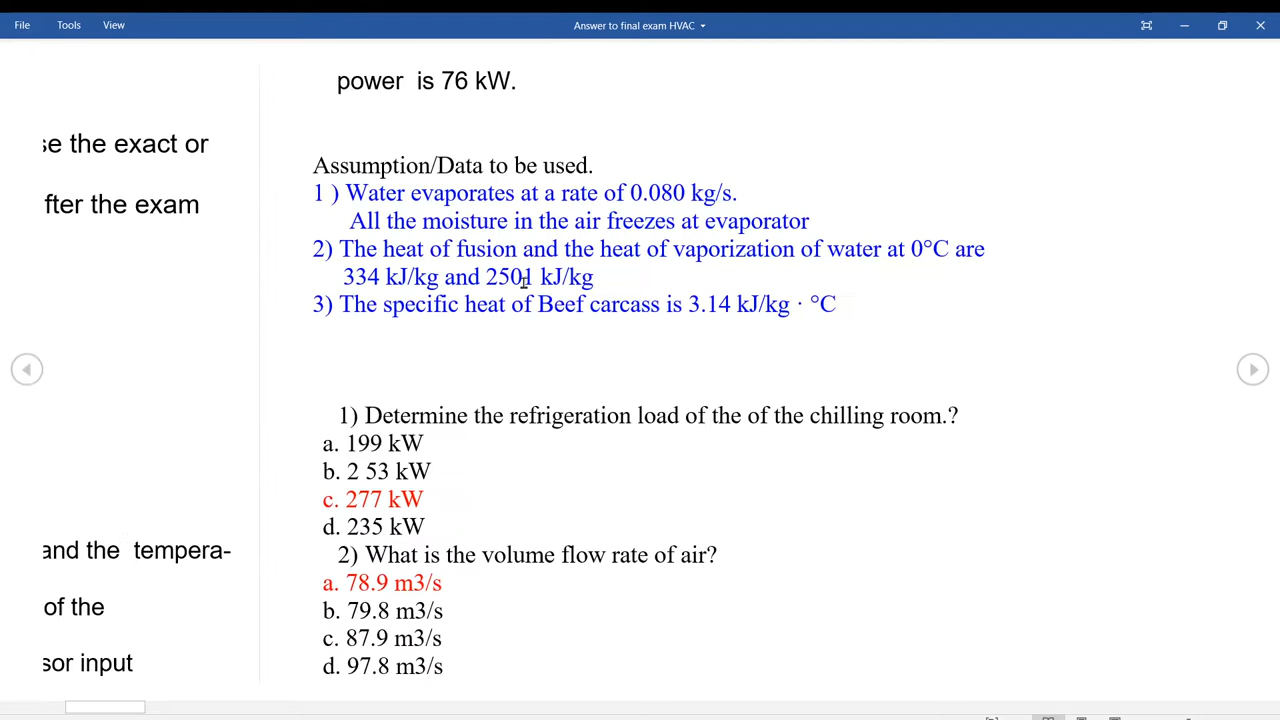 File Tools View Answer to final exam HVAC
power is 76 kW.
se the exact or
Assumption/Data to be used.
1 ) Water evaporates at a rate of 0.080 kg/s.
fter the exam
All the moisture in the air freezes at evaporator
2) The heat of fusion and the heat of vaporization of water at 0°C are
334 kJ/kg and 2501 kJ/kg
3) The specific heat of Beef carcass is 3.14 kJ/kg · °C
1) Determine the refrigeration load of the of the chilling room.?
a. 199 kW
b. 2 53 kW
c. 277 kW
d. 235 kW
and the tempera-
2) What is the volume flow rate of air?
a. 78.9 m3/s
of the
b. 79.8 m3/s
c. 87.9 m3/s
sor input
d. 97.8 m3/s